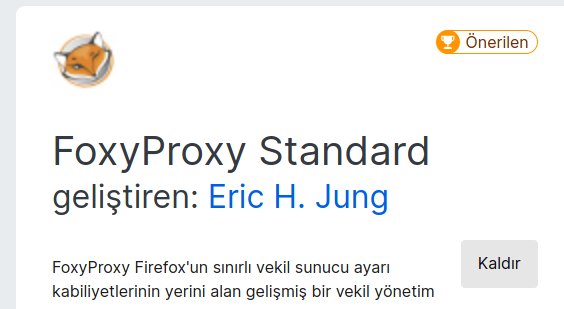 Önerilen
FoxyProxy Standard
geliştiren: Eric H. Jung
Kaldır
FoxyProxy Firefox'un sınırlı vekil sunucu ayarı
kabiliyetlerinin yerini alan gelişmiş bir vekil yönetim